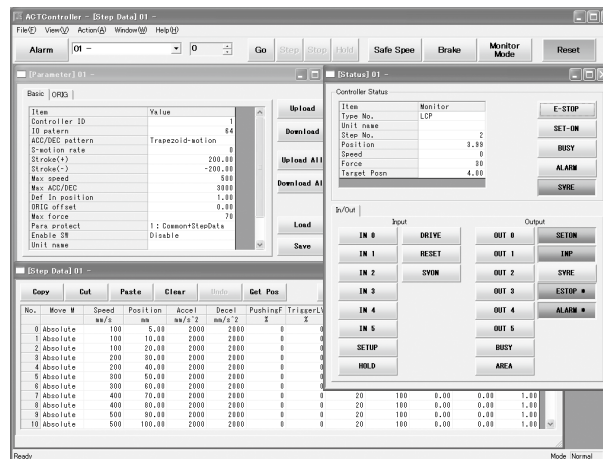 ACTController - [Step Data] 01 -
File(F) View(V) Action(A) Window(W) Help(H)
Alarm 01 - 0 Go Step Stop Hold Safe Spee Brake Monitor Mode Reset
[Parameter] 01 -
Basic ORIG
Item Value
Controller ID 1
IO patern 64
ACC/DEC pattern Trapezoid-motion
S-motion rate 0
Stroke(+) 200.00
Stroke(-) -200.00
Max speed 500
Max ACC/DEC 3000
Def In position 1.00
ORIG offset 0.00
Max force 70
Para protect 1 : Common+StepData
Enable SW Disable
Unit name
Upload
Download
Upload All
Download Al
Load
Save
[Status] 01 -
Controller Status
Item Monitor
Type No. LCP
Unit name
Step No. 2
Position 3.99
Speed 0
Force 30
Target Posn 4.00
E-STOP
SET-ON
BUSY
ALARM
SVRE
In/Out
Input Output
IN 0 DRIVE OUT 0 SETON
IN 1 RESET OUT 1 INP
IN 2 SVON OUT 2 SVRE
IN 3 OUT 3 ESTOP ●
IN 4 OUT 4 ALARM ●
IN 5 OUT 5
SETUP BUSY
HOLD AREA
[Step Data] 01 -
Copy Cut Paste Clear Undo Get Pos
No. Move M Speed Position Accel Decel PushingF TriggerLV
mm/s mm mm/s^2 mm/s^2 % %
0 Absolute 100 5.00 2000 2000 0 0
1 Absolute 100 10.00 2000 2000 0 0
2 Absolute 100 20.00 2000 2000 0 0
3 Absolute 200 30.00 2000 2000 0 0
4 Absolute 200 40.00 2000 2000 0 0
5 Absolute 300 50.00 2000 2000 0 0
6 Absolute 300 60.00 2000 2000 0 0
7 Absolute 400 70.00 2000 2000 0 0 20 100 0.00 0.00 1.00
8 Absolute 400 80.00 2000 2000 0 0 20 100 0.00 0.00 1.00
9 Absolute 500 90.00 2000 2000 0 0 20 100 0.00 0.00 1.00
10 Absolute 500 100.00 2000 2000 0 0 20 100 0.00 0.00 1.00
Ready Mode Normal